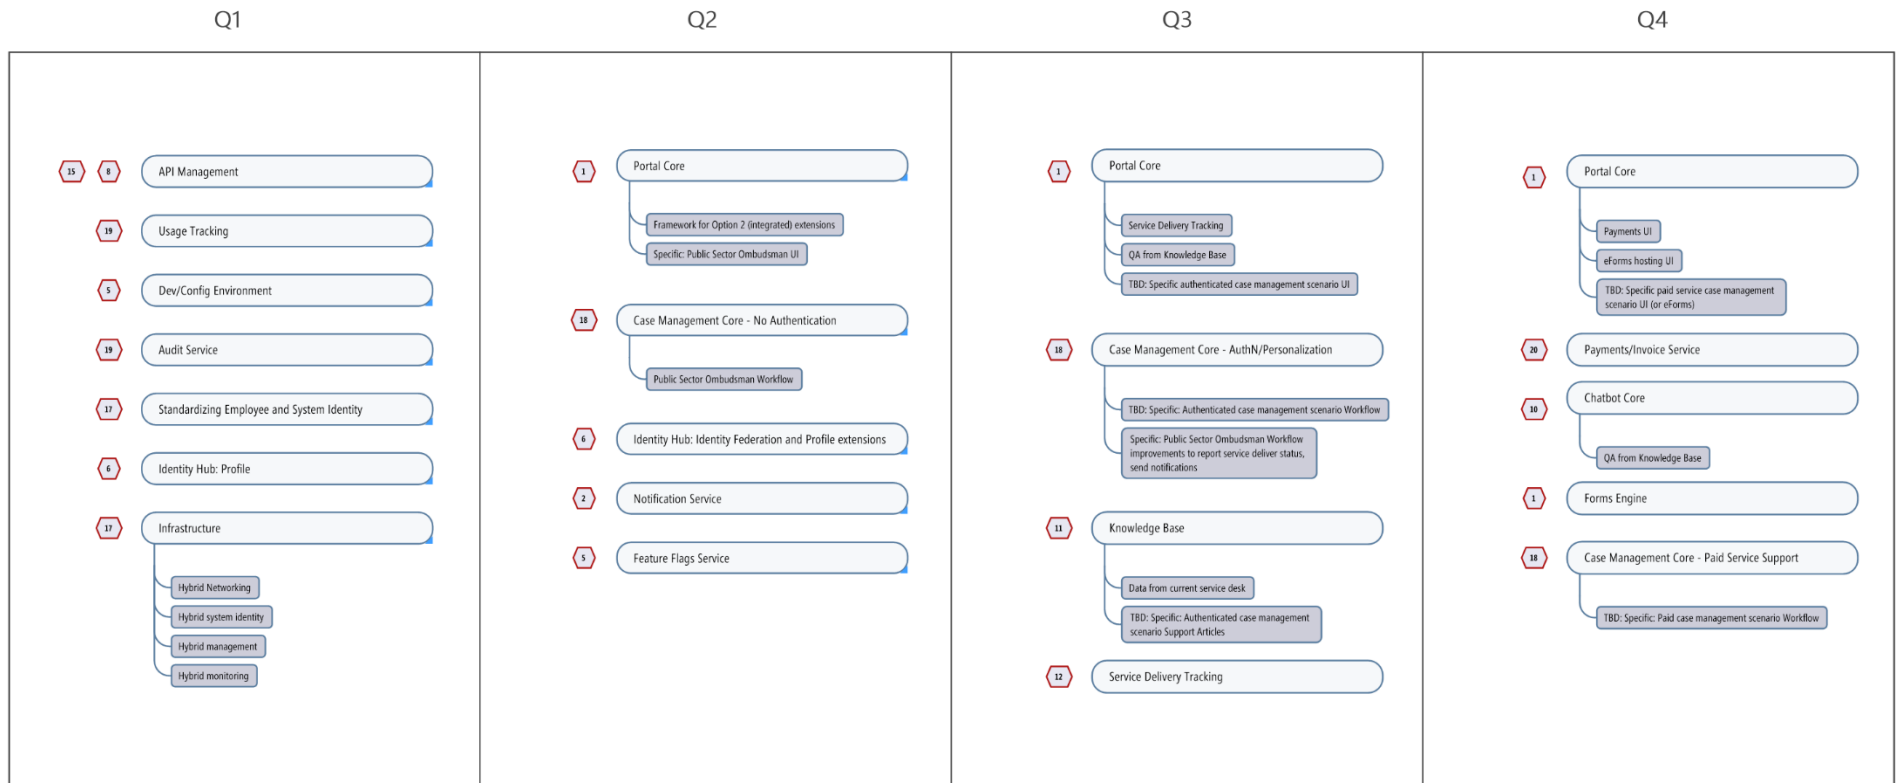 Q1
Q2
Q3
Q4
15
8
API Management
19
Usage Tracking
5
Dev/Config Environment
19
Audit Service
17
Standardizing Employee and System Identity
6
Identity Hub: Profile
17
Infrastructure
Hybrid Networking
Hybrid system identity
Hybrid management
Hybrid monitoring
1
Portal Core
Framework for Option 2 (integrated) extensions
Specific: Public Sector Ombudsman UI
18
Case Management Core - No Authentication
Public Sector Ombudsman Workflow
6
Identity Hub: Identity Federation and Profile extensions
2
Notification Service
5
Feature Flags Service
1
Portal Core
Service Delivery Tracking
QA from Knowledge Base
TBD: Specific authenticated case management scenario UI
18
Case Management Core - AuthN/Personalization
TBD: Specific: Authenticated case management scenario Workflow
Specific: Public Sector Ombudsman Workflow
improvements to report service deliver status,
send notifications
11
Knowledge Base
Data from current service desk
TBD: Specific: Authenticated case management
scenario Support Articles
12
Service Delivery Tracking
1
Portal Core
Payments UI
eForms hosting UI
TBD: Specific paid service case management
scenario UI (or eForms)
20
Payments/Invoice Service
10
Chatbot Core
QA from Knowledge Base
1
Forms Engine
18
Case Management Core - Paid Service Support
TBD: Specific: Paid case management scenario Workflow